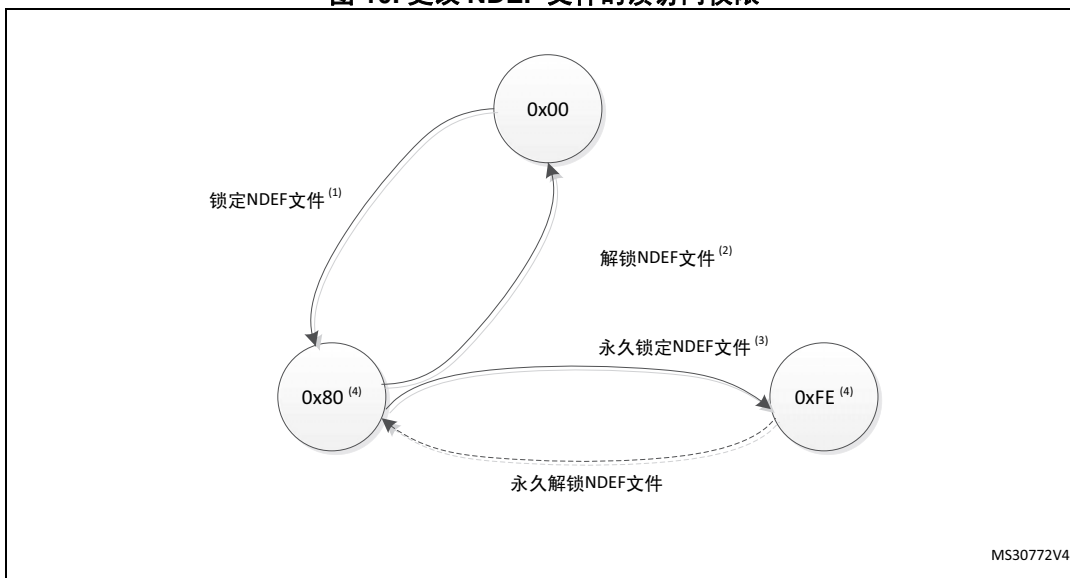 0x00
锁定NDEF文件 (1)
解锁NDEF文件 (2)
永久锁定NDEF文件 (3)
0x80 (4)
0xFE (4)
永久解锁NDEF文件
MS30772V4